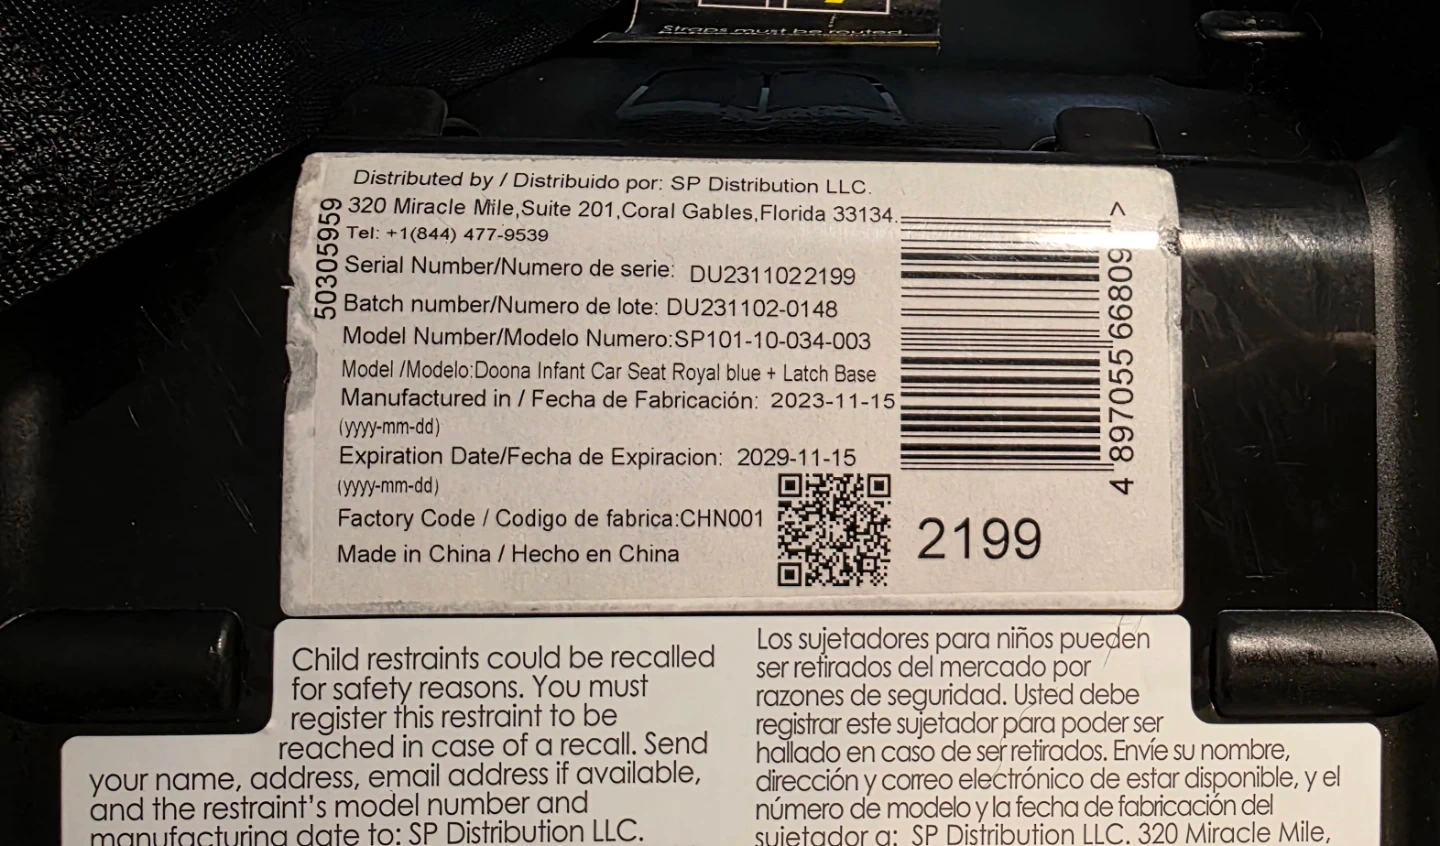 Straps must be routed
Distributed by / Distribuido por: SP Distribution LLC.
320 Miracle Mile,Suite 201,Coral Gables,Florida 33134.
Tel: +1(844) 477-9539
50305959
Serial Number/Numero de serie: DU2311022199
Batch number/Numero de lote: DU231102-0148
Model Number/Modelo Numero:SP101-10-034-003
Model /Modelo:Doona Infant Car Seat Royal blue + Latch Base
Manufactured in / Fecha de Fabricación: 2023-11-15
(yyyy-mm-dd)
Expiration Date/Fecha de Expiracion: 2029-11-15
(yyyy-mm-dd)
Factory Code / Codigo de fabrica:CHN001
Made in China / Hecho en China
4 897055 668097 >
2199
Child restraints could be recalled
for safety reasons. You must
register this restraint to be
reached in case of a recall. Send
your name, address, email address if available,
and the restraint's model number and
manufacturing date to: SP Distribution LLC.
Los sujetadores para niños pueden
ser retirados del mercado por
razones de seguridad. Usted debe
registrar este sujetador para poder ser
hallado en caso de ser retirados. Envíe su nombre,
dirección y correo electrónico de estar disponible, y el
número de modelo y la fecha de fabricación del
sujetador a: SP Distribution LLC. 320 Miracle Mile,